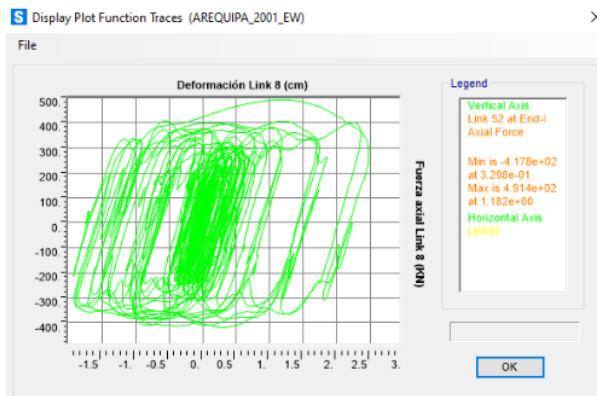 Display Plot Function Traces (AREQUIPA_2001_EW)
File
Deformación Link 8 (cm)
500.
400.
300.
200.
100.
0.
-100.
-200.
-300.
-400.
-1.5 -1. -0.5 0. 0.5 1. 1.5 2. 2.5 3.
Fuerza axial Link 8 (KN)
Legend
Vertical Axis
Link 52 at End-I
Axial Force
Min is -4.178e+02
at 3.298e-01
Max is 4.914e+02
at 1.182e+00
Horizontal Axis
Link52
OK